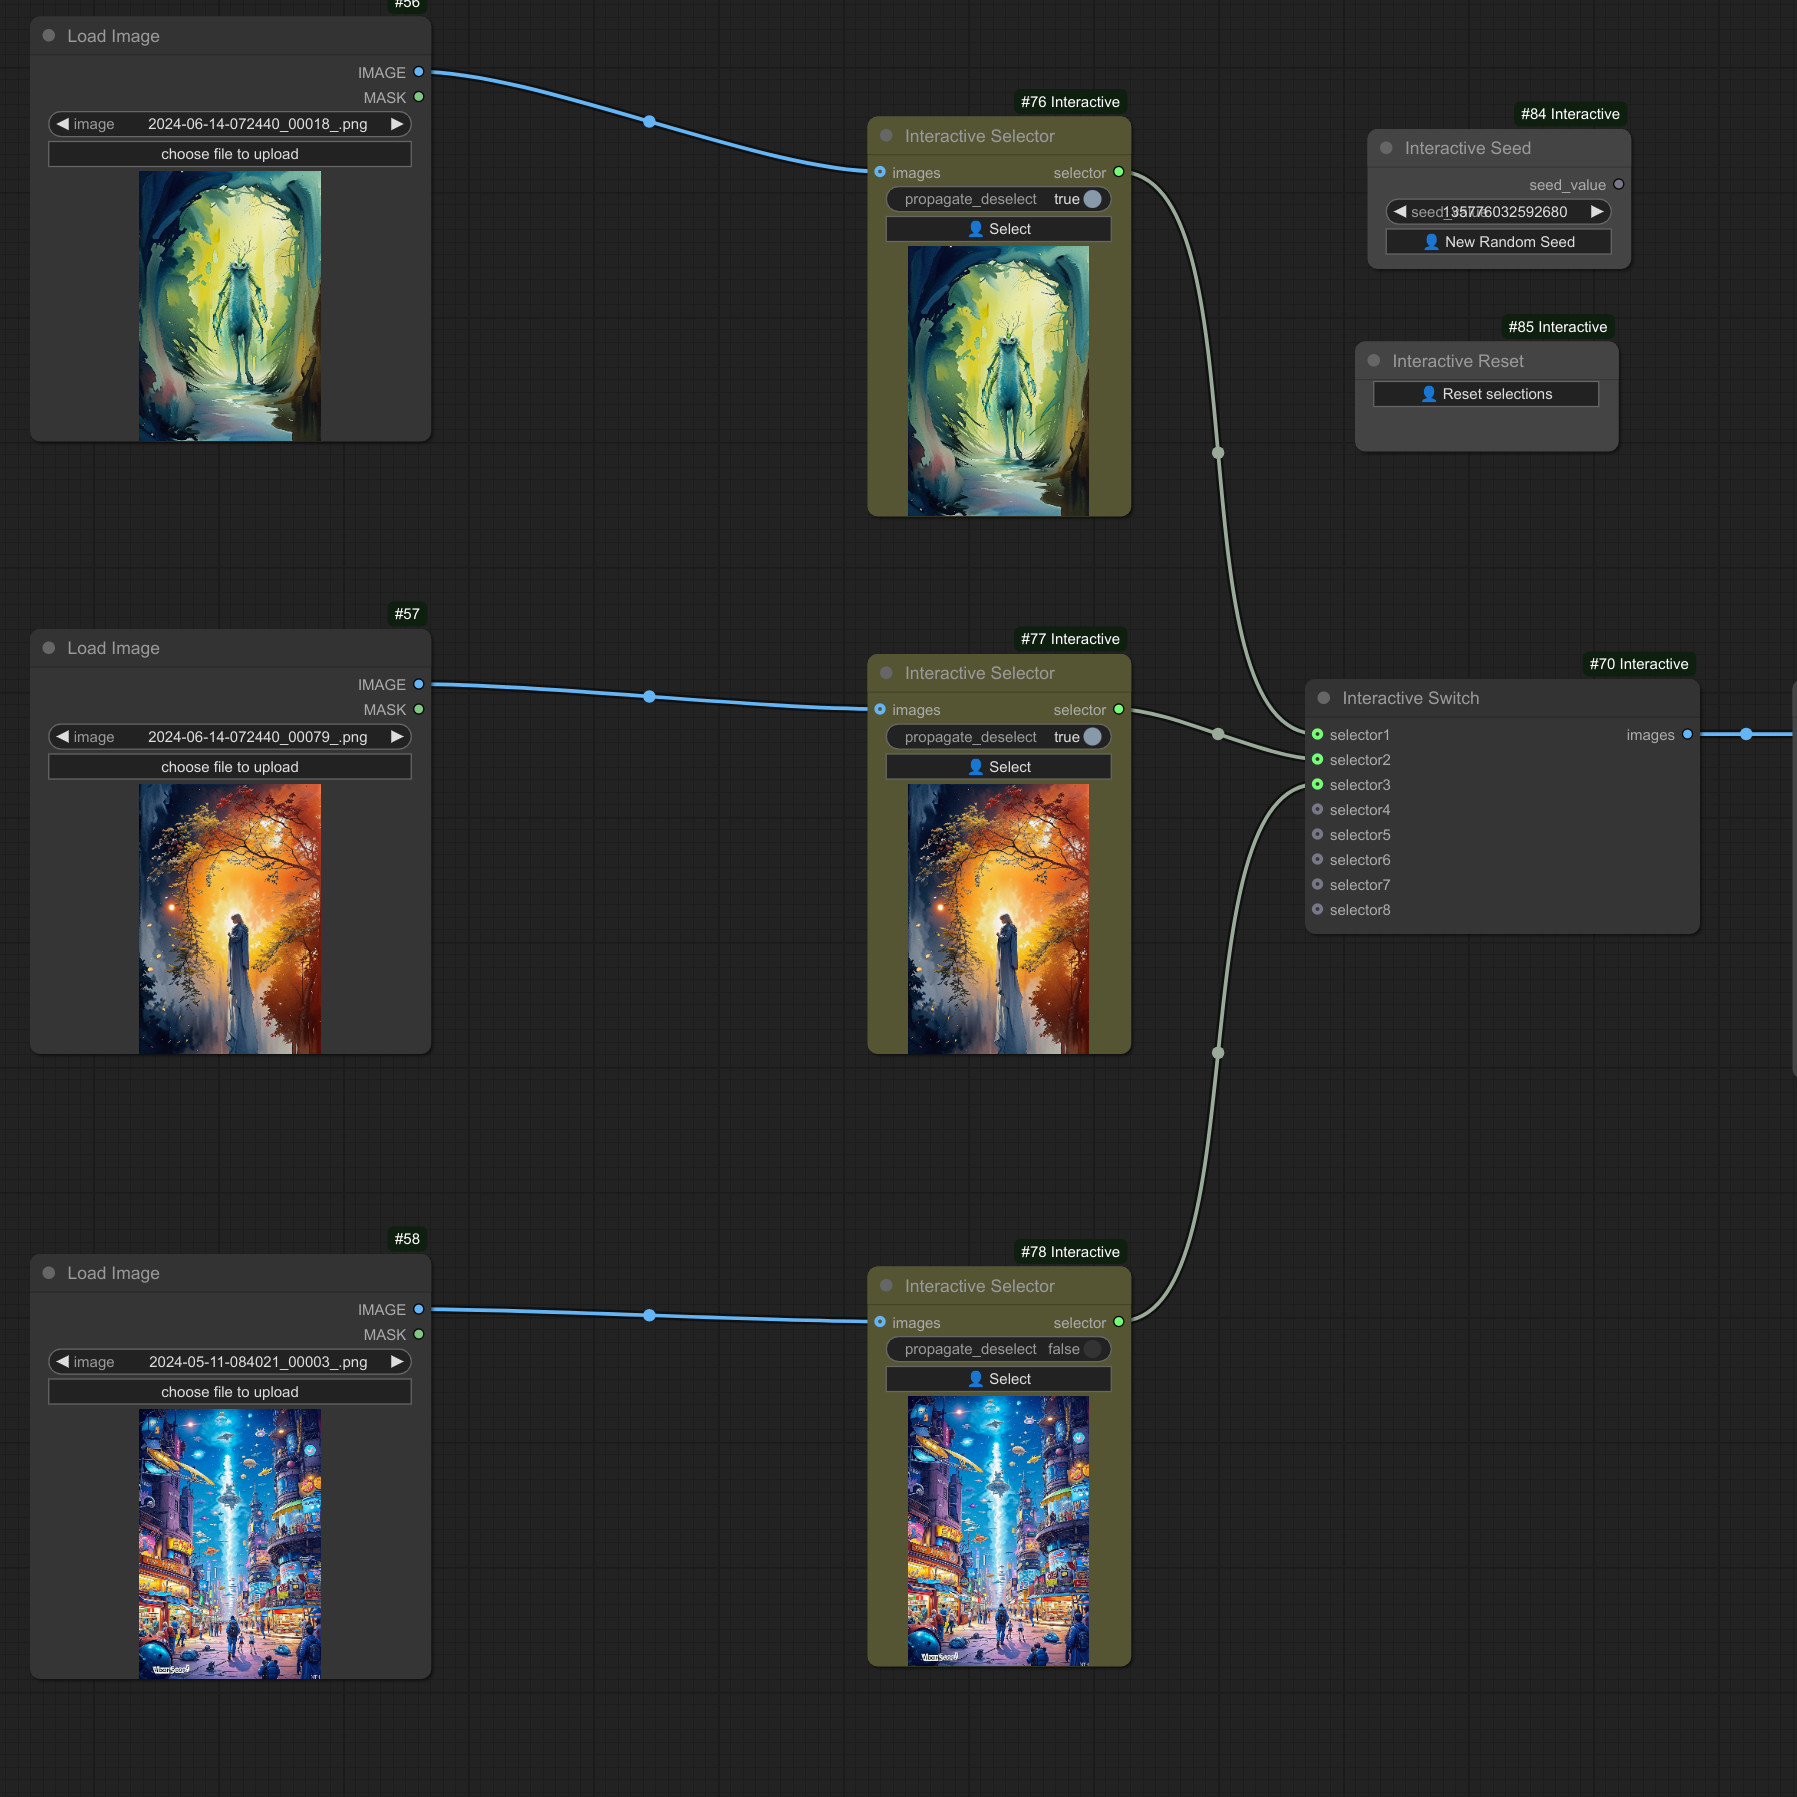 #56
Load Image
IMAGE
MASK
image 2024-06-14-072440_00018_.png
choose file to upload
#76 Interactive
Interactive Selector
images selector
propagate_deselect true
Select
#84 Interactive
Interactive Seed
seed_value
seed_value 135776032592680
New Random Seed
#85 Interactive
Interactive Reset
Reset selections
#57
Load Image
IMAGE
MASK
image 2024-06-14-072440_00079_.png
choose file to upload
#77 Interactive
Interactive Selector
images selector
propagate_deselect true
Select
#70 Interactive
Interactive Switch
selector1 images
selector2
selector3
selector4
selector5
selector6
selector7
selector8
#58
Load Image
IMAGE
MASK
image 2024-05-11-084021_00003_.png
choose file to upload
#78 Interactive
Interactive Selector
images selector
propagate_deselect false
Select